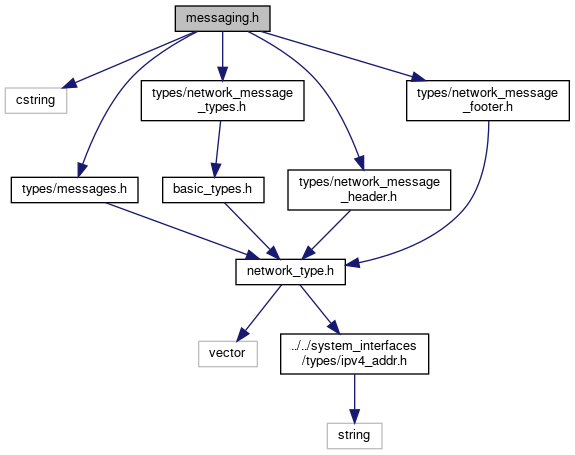 messaging.h
cstring
types/network_message
_types.h
types/network_message
_footer.h
types/messages.h
basic_types.h
types/network_message
_header.h
network_type.h
vector
../../system_interfaces
/types/ipv4_addr.h
string